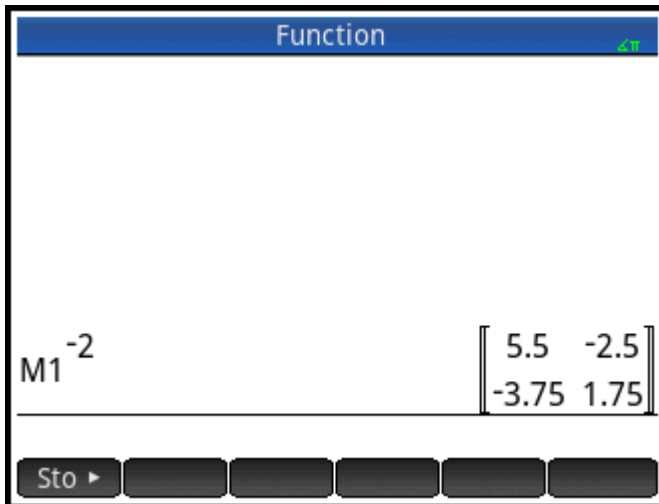 Function
∡π
M1⁻² [[5.5 -2.5]
[-3.75 1.75]]
Sto ▸